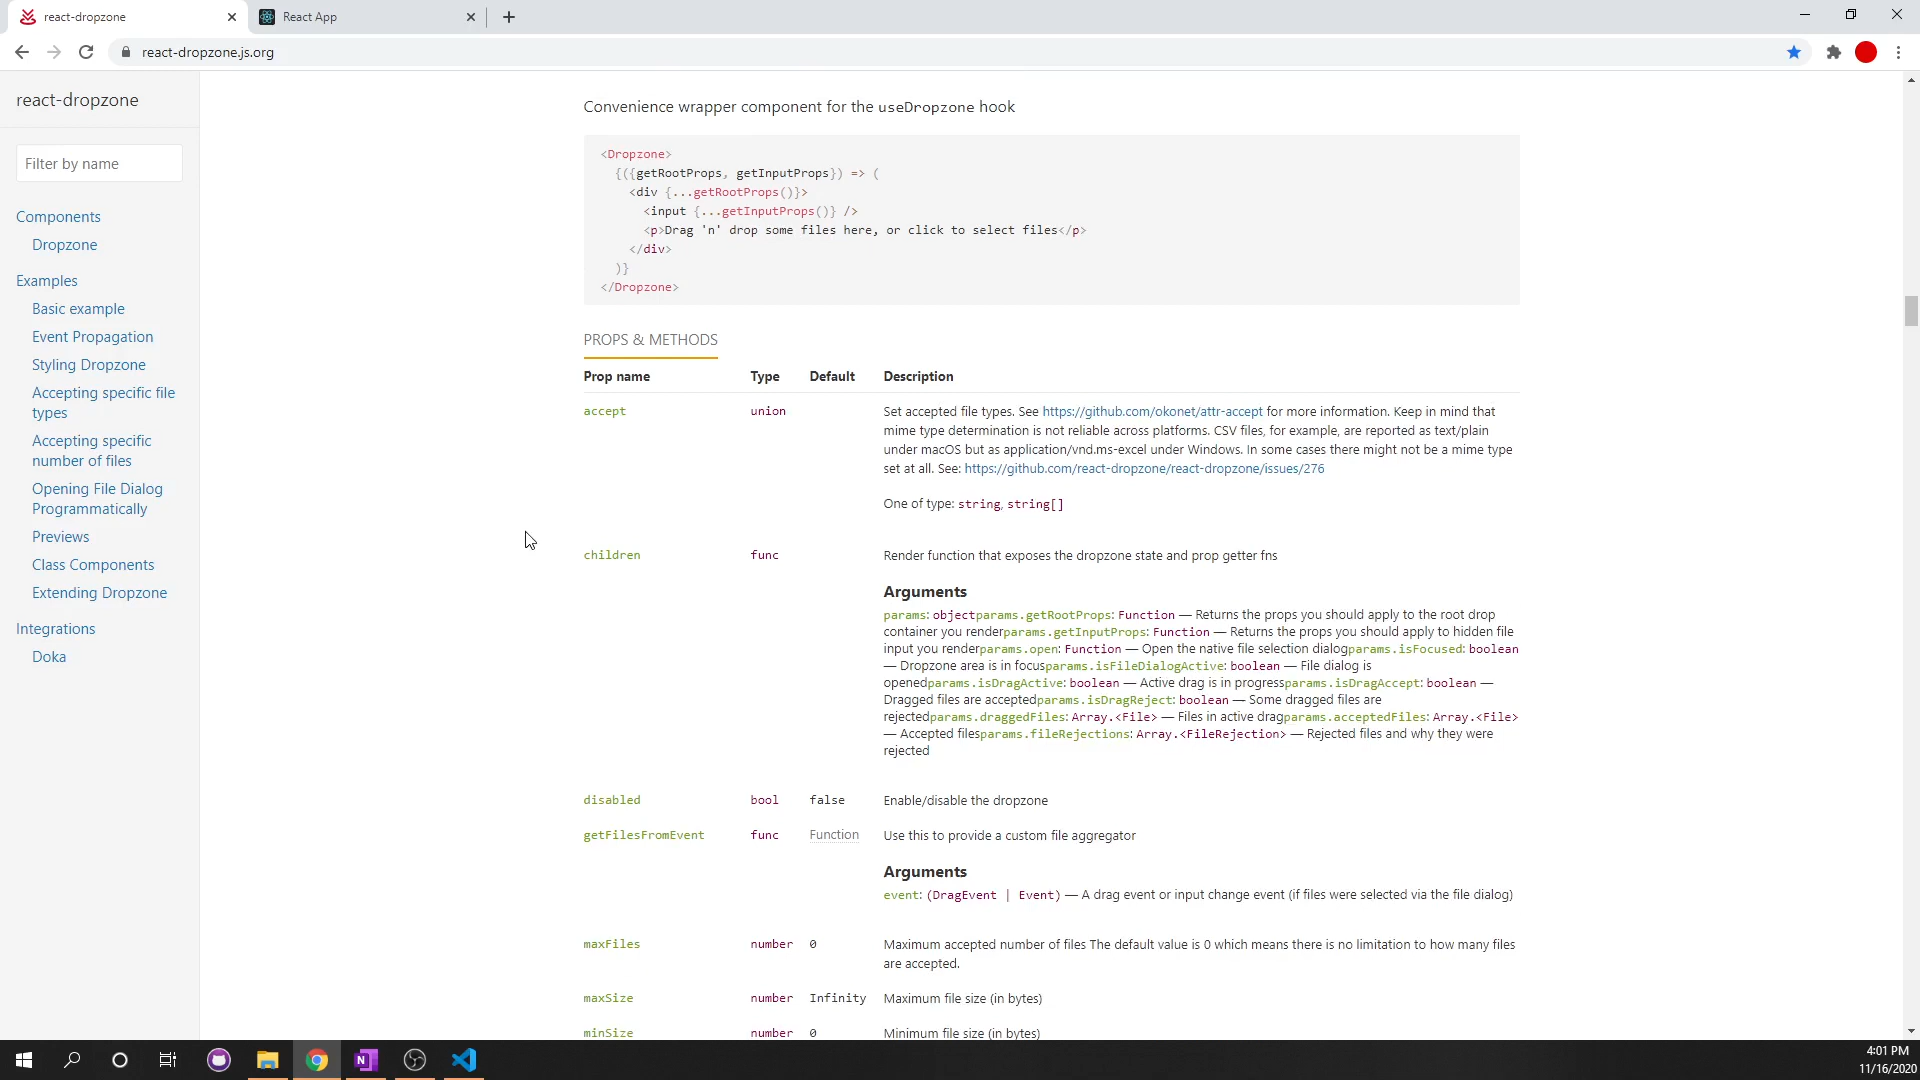 react-dropzone
React App
react-dropzone.js.org
react-dropzone
Filter by name
Components
Dropzone
Examples
Basic example
Event Propagation
Styling Dropzone
Accepting specific file
types
Accepting specific
number of files
Opening File Dialog
Programmatically
Previews
Class Components
Extending Dropzone
Integrations
Doka
Convenience wrapper component for the useDropzone hook
<Dropzone>
{({getRootProps, getInputProps}) => (
<div {...getRootProps()}>
<input {...getInputProps()} />
<p>Drag 'n' drop some files here, or click to select files</p>
</div>
)}
</Dropzone>
PROPS & METHODS
Prop name Type Default Description
accept union Set accepted file types. See https://github.com/okonet/attr-accept for more information. Keep in mind that
mime type determination is not reliable across platforms. CSV files, for example, are reported as text/plain
under macOS but as application/vnd.ms-excel under Windows. In some cases there might not be a mime type
set at all. See: https://github.com/react-dropzone/react-dropzone/issues/276
One of type: string, string[]
children func Render function that exposes the dropzone state and prop getter fns
Arguments
params: objectparams.getRootProps: Function — Returns the props you should apply to the root drop
container you renderparams.getInputProps: Function — Returns the props you should apply to hidden file
input you renderparams.open: Function — Open the native file selection dialogparams.isFocused: boolean
— Dropzone area is in focusparams.isFileDialogActive: boolean — File dialog is
openedparams.isDragActive: boolean — Active drag is in progressparams.isDragAccept: boolean —
Dragged files are acceptedparams.isDragReject: boolean — Some dragged files are
rejectedparams.draggedFiles: Array.<File> — Files in active dragparams.acceptedFiles: Array.<File>
— Accepted filesparams.fileRejections: Array.<FileRejection> — Rejected files and why they were
rejected
disabled bool false Enable/disable the dropzone
getFilesFromEvent func Function Use this to provide a custom file aggregator
Arguments
event: (DragEvent | Event) — A drag event or input change event (if files were selected via the file dialog)
maxFiles number 0 Maximum accepted number of files The default value is 0 which means there is no limitation to how many files
are accepted.
maxSize number Infinity Maximum file size (in bytes)
minSize number 0 Minimum file size (in bytes)
N
4:01 PM
11/16/2020